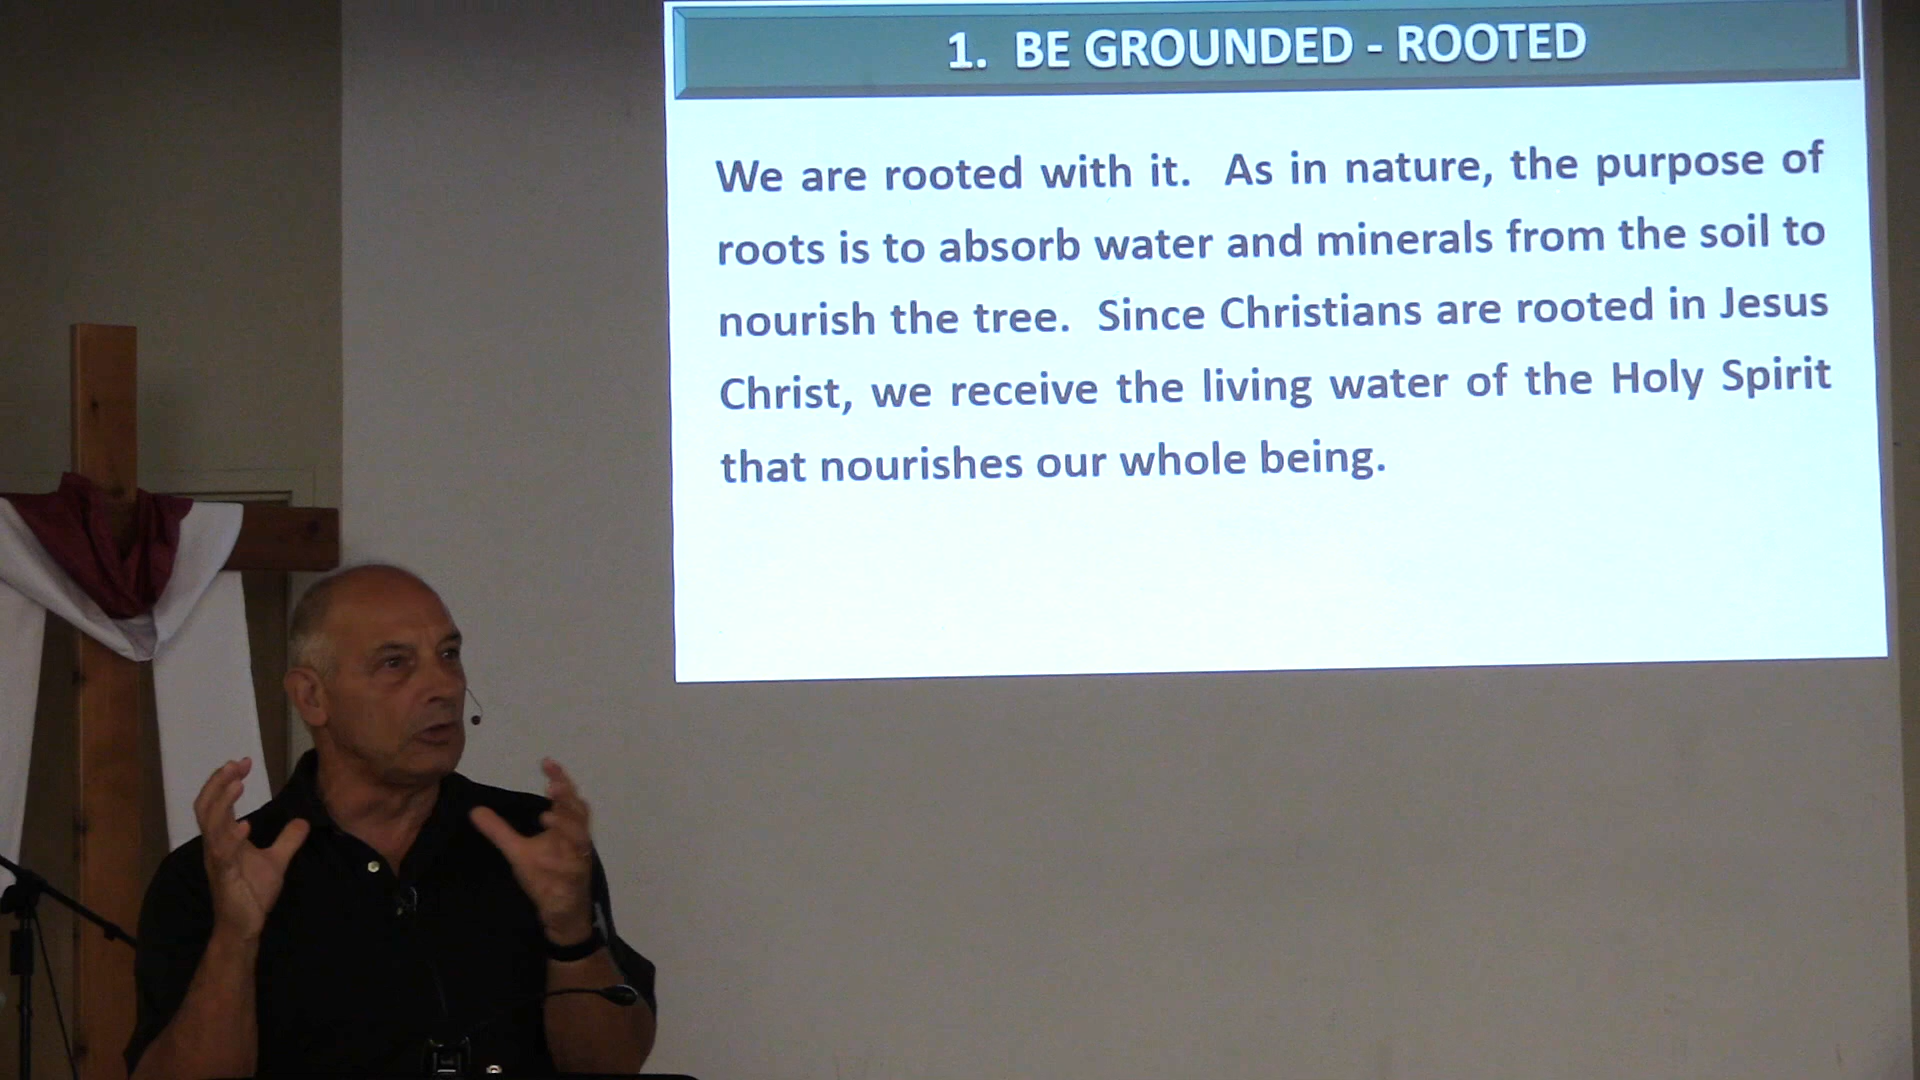 1. BE GROUNDED - ROOTED
We are rooted with it. As in nature, the purpose of
roots is to absorb water and minerals from the soil to
nourish the tree. Since Christians are rooted in Jesus
Christ, we receive the living water of the Holy Spirit
that nourishes our whole being.